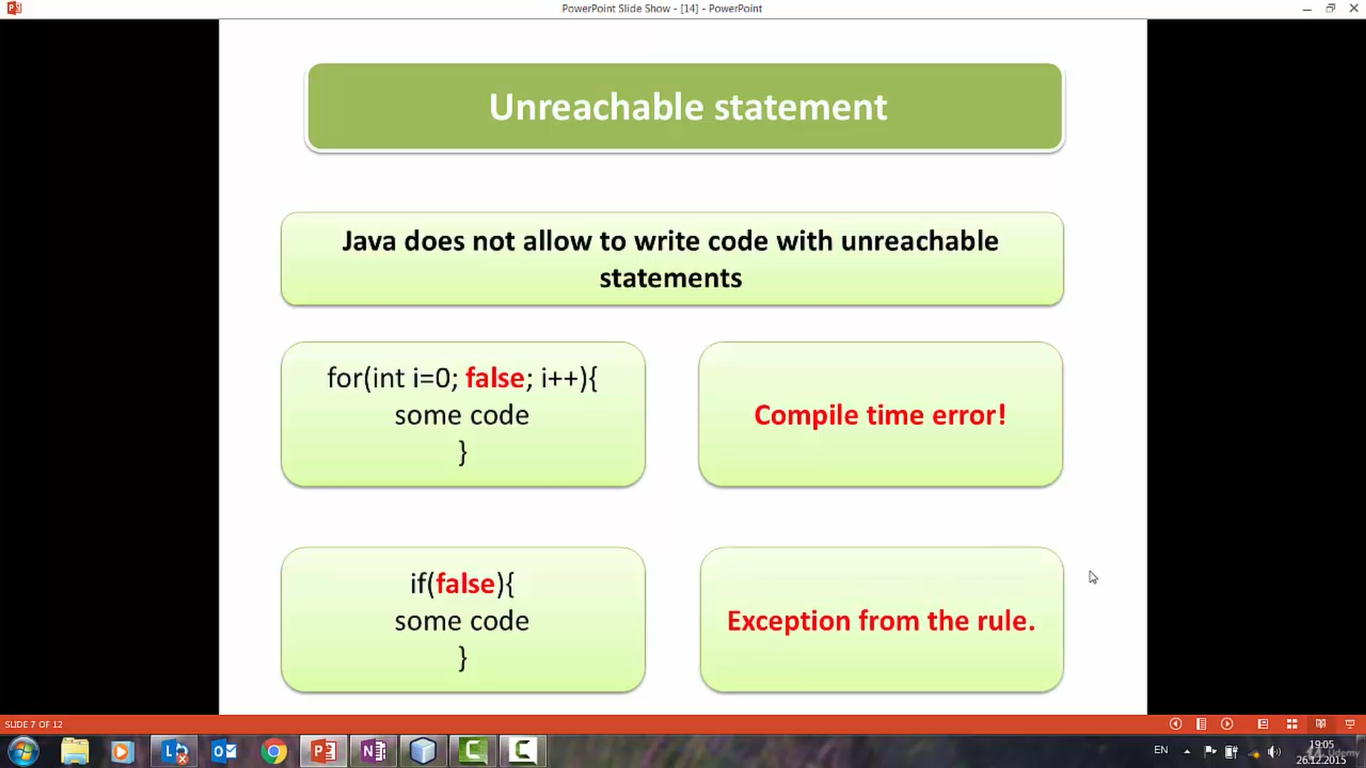 PowerPoint Slide Show - [14] - PowerPoint
Unreachable statement
Java does not allow to write code with unreachable
statements
for(int i=0; false; i++){
some code
}
Compile time error!
if(false){
some code
}
Exception from the rule.
SLIDE 7 OF 12
EN
19:05
26.12.2015
Udemy